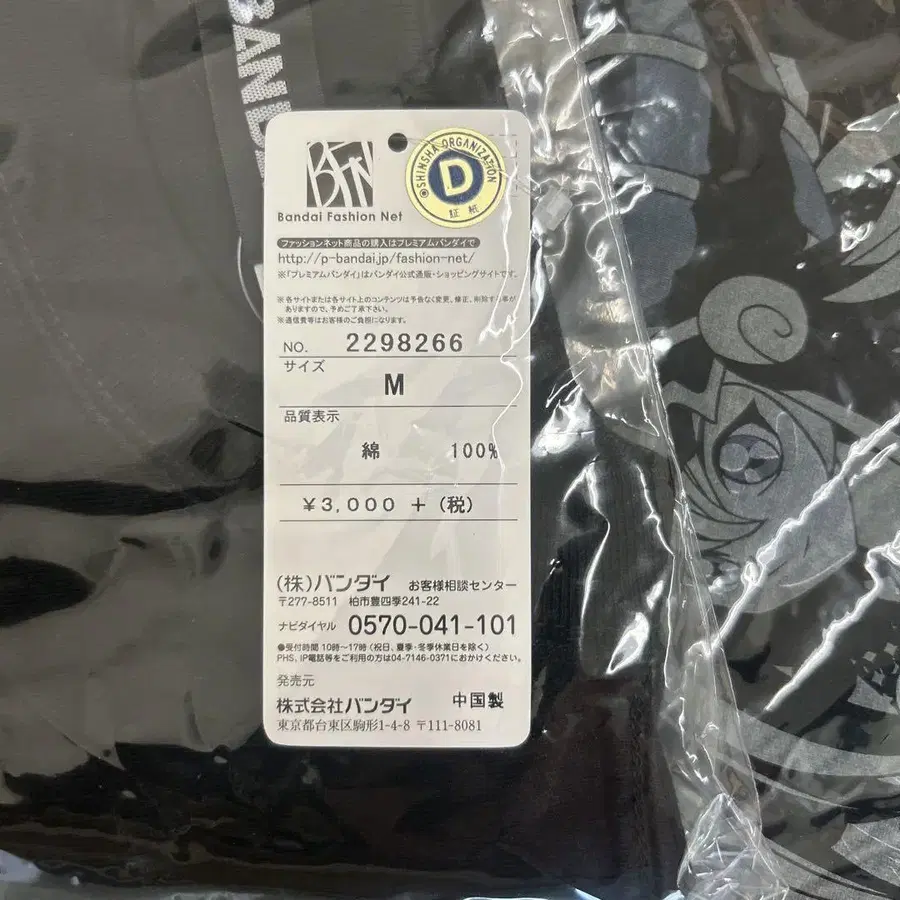 BAND
BFN
Bandai Fashion Net
SHINSHA ORGANIZATION
D
証紙
ファッションネット商品の購入はプレミアムバンダイで
http://p-bandai.jp/fashion-net/
※「プレミアムバンダイ」はバンダイ公式通販・ショッピングサイトです。
※各サイトまたは各サイト上のコンテンツは予告なく変更、修正、削除する事が
ありますので、予めご了承下さい。
※通信費等はお客様のご負担になります。
NO. 2298266
サイズ
M
品質表示
綿 100%
¥3,000 +(税)
(株)バンダイ お客様相談センター
〒277-8511 柏市豊四季241-22
ナビダイヤル 0570-041-101
●受付時間 10時〜17時(祝日、夏季・冬季休業日を除く)
PHS、IP電話等をご利用の方は04-7146-0371におかけください。
発売元
株式会社バンダイ 中国製
東京都台東区駒形1-4-8 〒111-8081